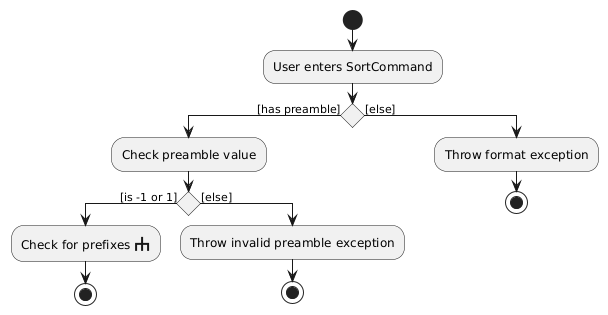 User enters SortCommand
[has preamble]
[else]
Check preamble value
Throw format exception
[is -1 or 1]
[else]
Check for prefixes
Throw invalid preamble exception